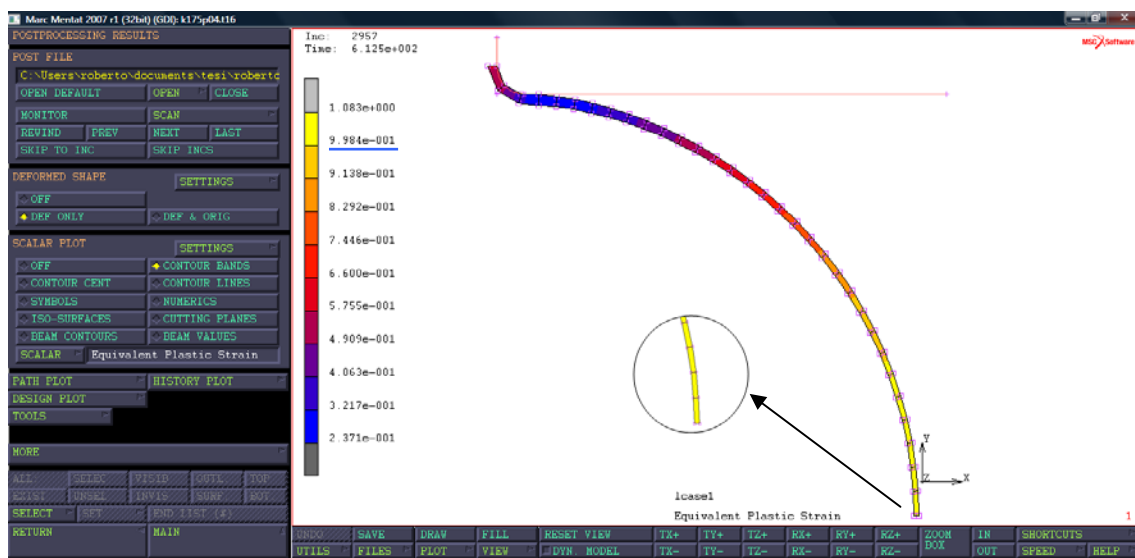 Marc Mentat 2007 r1 (32bit) (GDI): k175p04.t16
POSTPROCESSING RESULTS
POST FILE
C:\Users\roberto\documents\tesi\roberto
OPEN DEFAULT OPEN CLOSE
MONITOR SCAN
REWIND PREV NEXT LAST
SKIP TO INC SKIP INCS
DEFORMED SHAPE SETTINGS
OFF
DEF ONLY DEF & ORIG
SCALAR PLOT SETTINGS
OFF CONTOUR BANDS
CONTOUR CENT CONTOUR LINES
SYMBOLS NUMERICS
ISO-SURFACES CUTTING PLANES
BEAM CONTOURS BEAM VALUES
SCALAR Equivalent Plastic Strain
PATH PLOT HISTORY PLOT
DESIGN PLOT
TOOLS
MORE
ALL: SELEC VISIB OUTL TOP
EXIST UNSEL INVIS SURF BOT
SELECT SET END LIST (#)
RETURN MAIN
Inc: 2957
Time: 6.125e+002
1.083e+000
9.984e-001
9.138e-001
8.292e-001
7.446e-001
6.600e-001
5.755e-001
4.909e-001
4.063e-001
3.217e-001
2.371e-001
MSC Software
Y
Z X
lcase1
Equivalent Plastic Strain
1
UNDO SAVE DRAW FILL RESET VIEW TX+ TY+ TZ+ RX+ RY+ RZ+ ZOOM BOX IN SHORTCUTS
UTILS FILES PLOT VIEW DYN. MODEL TX- TY- TZ- RX- RY- RZ- OUT SPEED HELP